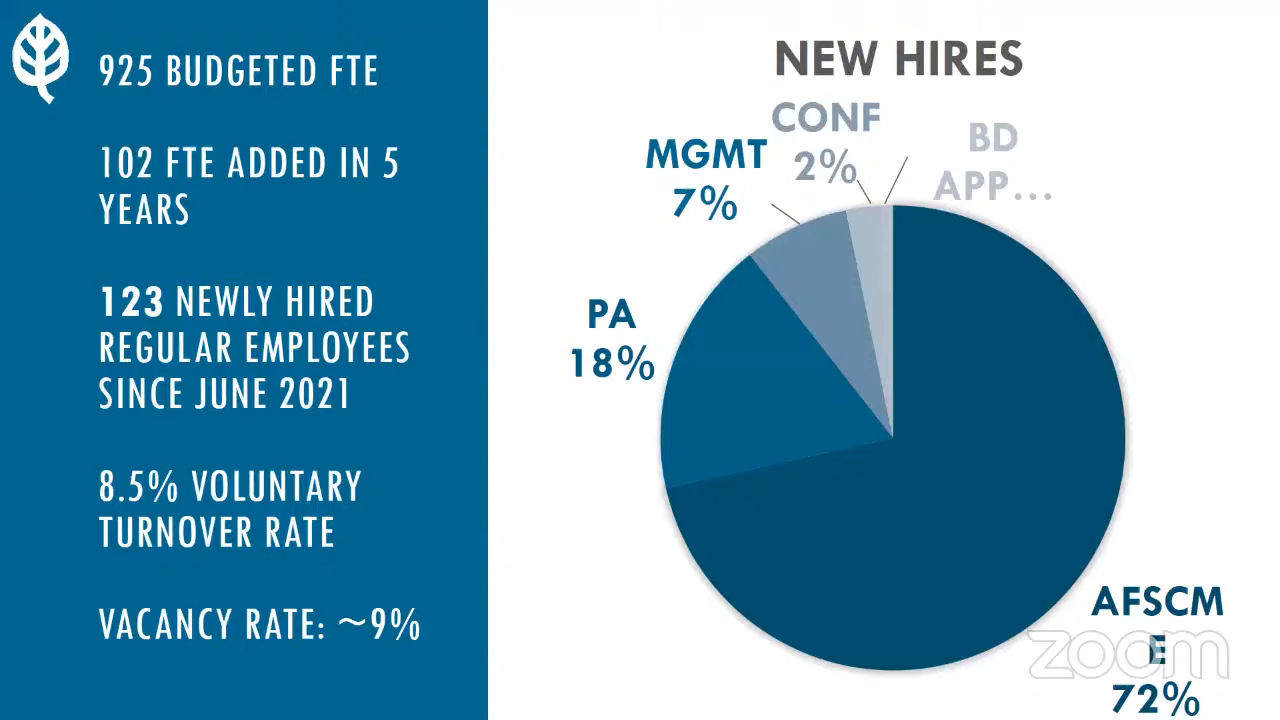 925 BUDGETED FTE
102 FTE ADDED IN 5
YEARS
123 NEWLY HIRED
REGULAR EMPLOYEES
SINCE JUNE 2021
8.5% VOLUNTARY
TURNOVER RATE
VACANCY RATE: ~9%
NEW HIRES
CONF
2%
BD
APP…
MGMT
7%
PA
18%
AFSCM
E
72%
zoom